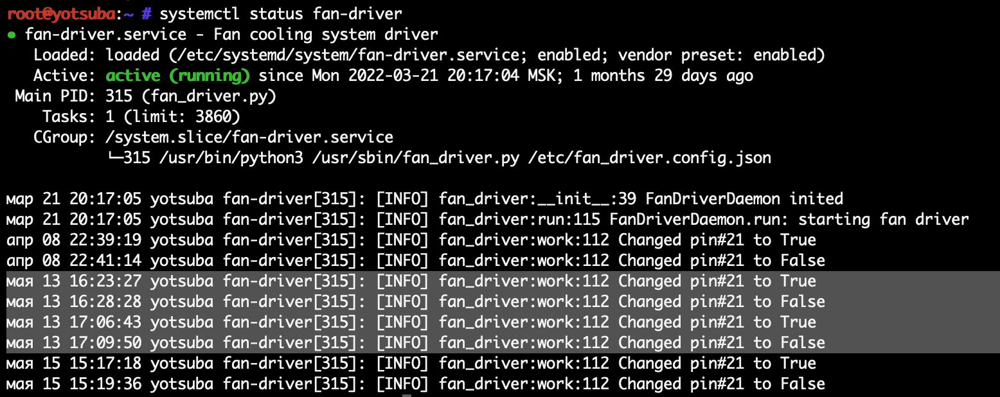 root@yotsuba:~ # systemctl status fan-driver
● fan-driver.service - Fan cooling system driver
Loaded: loaded (/etc/systemd/system/fan-driver.service; enabled; vendor preset: enabled)
Active: active (running) since Mon 2022-03-21 20:17:04 MSK; 1 months 29 days ago
Main PID: 315 (fan_driver.py)
Tasks: 1 (limit: 3860)
CGroup: /system.slice/fan-driver.service
└─315 /usr/bin/python3 /usr/sbin/fan_driver.py /etc/fan_driver.config.json
мар 21 20:17:05 yotsuba fan-driver[315]: [INFO] fan_driver:__init__:39 FanDriverDaemon inited
мар 21 20:17:05 yotsuba fan-driver[315]: [INFO] fan_driver:run:115 FanDriverDaemon.run: starting fan driver
апр 08 22:39:19 yotsuba fan-driver[315]: [INFO] fan_driver:work:112 Changed pin#21 to True
апр 08 22:41:14 yotsuba fan-driver[315]: [INFO] fan_driver:work:112 Changed pin#21 to False
мая 13 16:23:27 yotsuba fan-driver[315]: [INFO] fan_driver:work:112 Changed pin#21 to True
мая 13 16:28:28 yotsuba fan-driver[315]: [INFO] fan_driver:work:112 Changed pin#21 to False
мая 13 17:06:43 yotsuba fan-driver[315]: [INFO] fan_driver:work:112 Changed pin#21 to True
мая 13 17:09:50 yotsuba fan-driver[315]: [INFO] fan_driver:work:112 Changed pin#21 to False
мая 15 15:17:18 yotsuba fan-driver[315]: [INFO] fan_driver:work:112 Changed pin#21 to True
мая 15 15:19:36 yotsuba fan-driver[315]: [INFO] fan_driver:work:112 Changed pin#21 to False